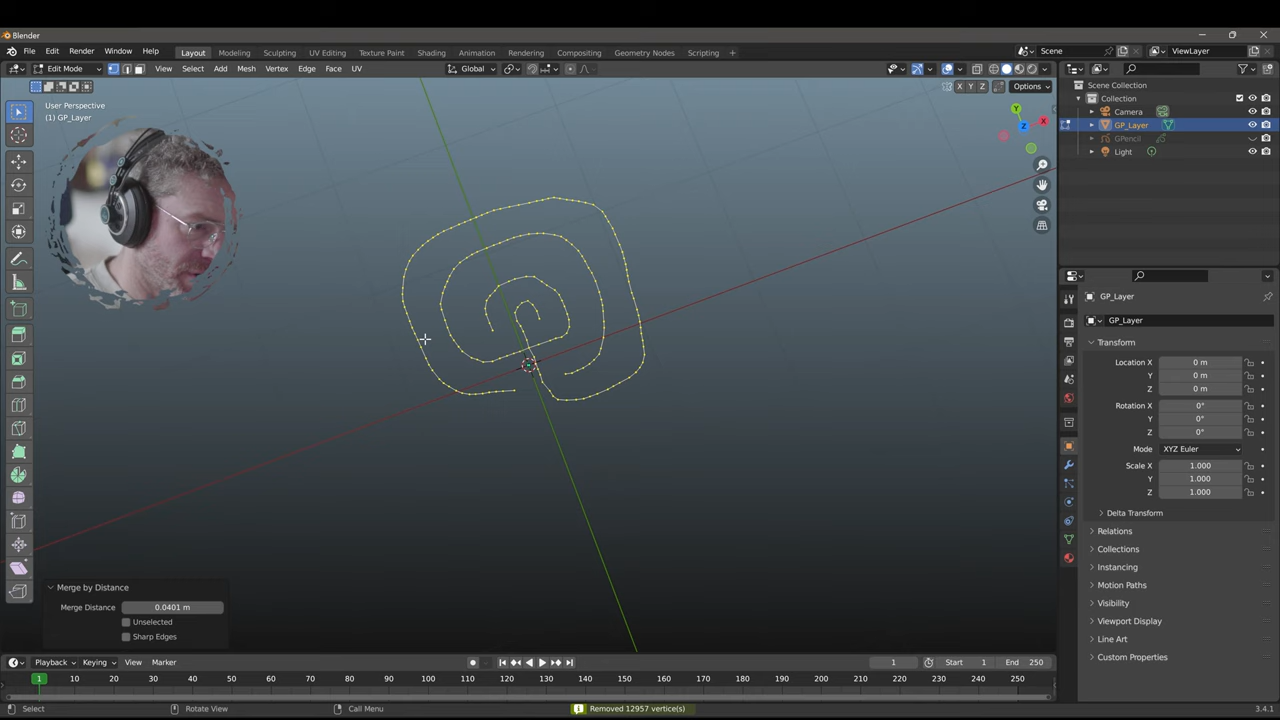 Blender
File Edit Render Window Help Layout Modeling Sculpting UV Editing Texture Paint Shading Animation Rendering Compositing Geometry Nodes Scripting + Scene ViewLayer
Edit Mode View Select Add Mesh Vertex Edge Face UV Global
X Y Z Options
User Perspective
(1) GP_Layer
Y
X
Z
Scene Collection
Collection
Camera
GP_Layer
GPencil
Light
GP_Layer
GP_Layer
Transform
Location X 0 m
Y 0 m
Z 0 m
Rotation X 0°
Y 0°
Z 0°
Mode XYZ Euler
Scale X 1.000
Y 1.000
Z 1.000
Delta Transform
Relations
Collections
Instancing
Motion Paths
Visibility
Viewport Display
Line Art
Custom Properties
Merge by Distance
Merge Distance 0.0401 m
Unselected
Sharp Edges
Playback Keying View Marker 1 Start 1 End 250
1 10 20 30 40 50 60 70 80 90 100 110 120 130 140 150 160 170 180 190 200 210 220 230 240 250
Select Rotate View Call Menu Removed 12957 vertice(s) 3.4.1